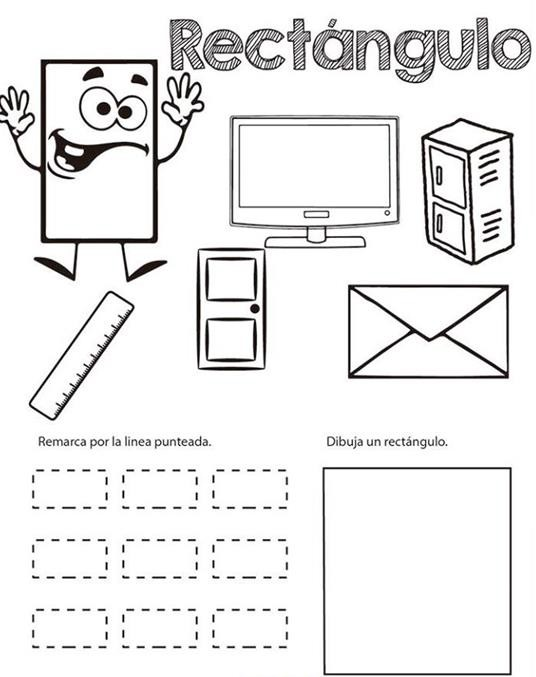 Rectángulo
Remarca por la linea punteada.
Dibuja un rectángulo.